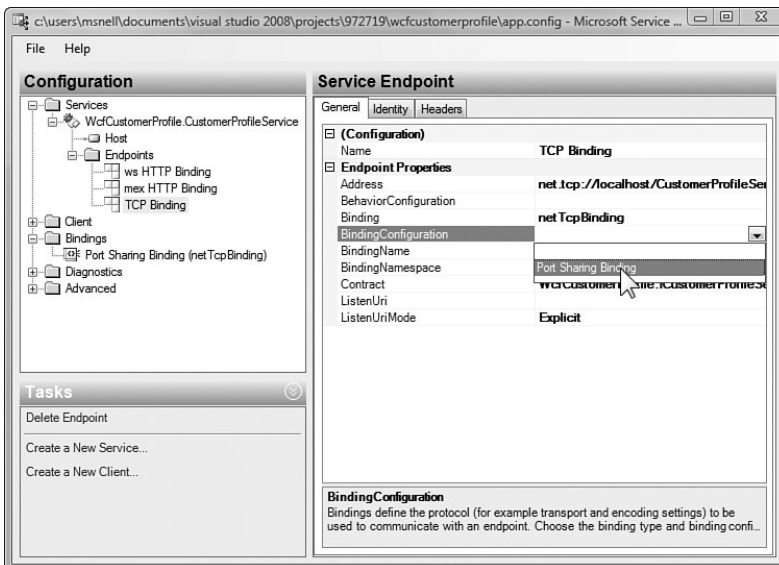 c:\users\msnell\documents\visual studio 2008\projects\972719\wcfcustomerprofile\app.config - Microsoft Service ...
File Help
Configuration
Services
WcfCustomerProfile.CustomerProfileService
Host
Endpoints
ws HTTP Binding
mex HTTP Binding
TCP Binding
Client
Bindings
Port Sharing Binding (netTcpBinding)
Diagnostics
Advanced
Tasks
Delete Endpoint
Create a New Service...
Create a New Client...
Service Endpoint
General Identity Headers
(Configuration)
Name TCP Binding
Endpoint Properties
Address net.tcp://localhost/CustomerProfileSer
BehaviorConfiguration
Binding netTcpBinding
BindingConfiguration
BindingName
BindingNamespace Port Sharing Binding
Contract
ListenUri
ListenUriMode Explicit
BindingConfiguration
Bindings define the protocol (for example transport and encoding settings) to be
used to communicate with an endpoint. Choose the binding type and binding confi...